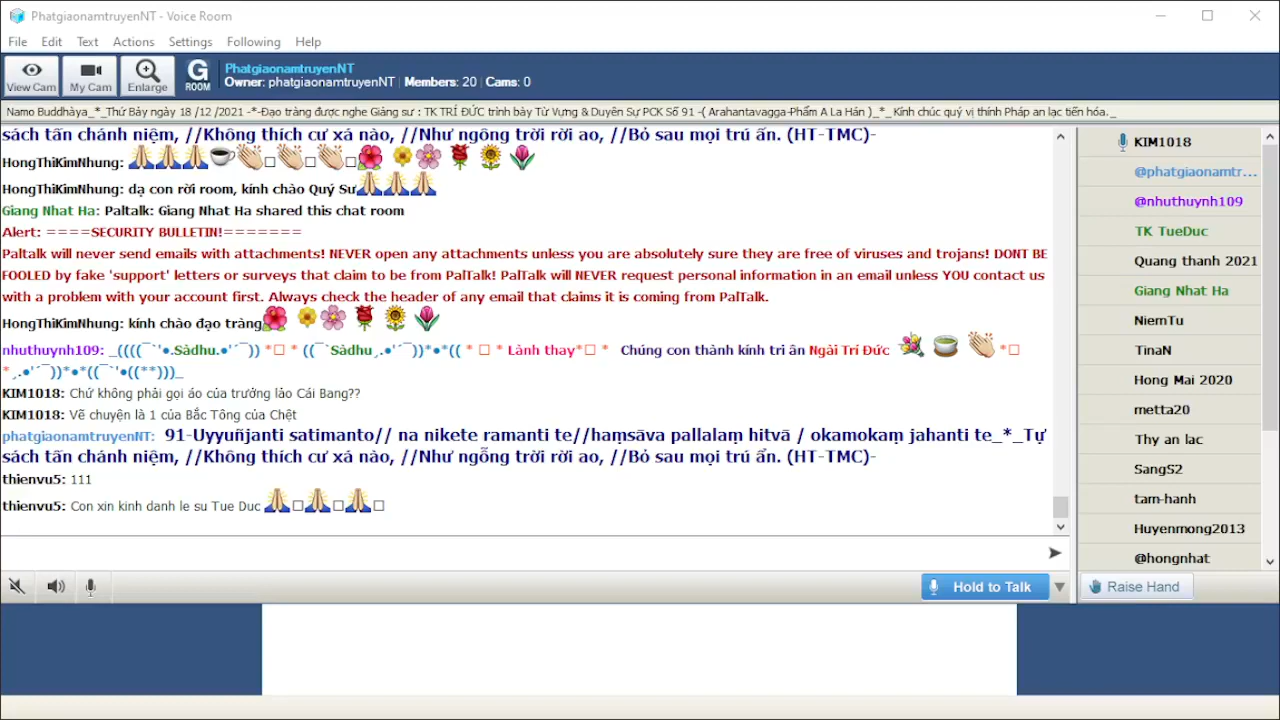 PhatgiaonamtruyenNT - Voice Room
File Edit Text Actions Settings Following Help
View Cam My Cam Enlarge G ROOM
PhatgiaonamtruyenNT
Owner: phatgiaonamtruyenNT | Members: 20 | Cams: 0
Namo Buddhàya_*_Thứ Bảy ngày 18 /12 /2021 -*-Đạo tràng được nghe Giảng sư : TK TRÍ ĐỨC trình bày Từ Vựng & Duyên Sự PCK Số 91 -( Arahantavagga-Phẩm A La Hán )_*_Kính chúc quý vị thính Pháp an lạc tiến hóa._
sách tấn chánh niệm, //Không thích cư xá nào, //Như ngỗng trời rời ao, //Bỏ sau mọi trú ẩn. (HT-TMC)-
HongThiKimNhung:
HongThiKimNhung: dạ con rời room, kính chào Quý Sư
Giang Nhat Ha: Paltalk: Giang Nhat Ha shared this chat room
Alert: ====SECURITY BULLETIN!=======
Paltalk will never send emails with attachments! NEVER open any attachments unless you are absolutely sure they are free of viruses and trojans! DONT BE
FOOLED by fake 'support' letters or surveys that claim to be from PalTalk! PalTalk will NEVER request personal information in an email unless YOU contact us
with a problem with your account first. Always check the header of any email that claims it is coming from PalTalk.
HongThiKimNhung: kính chào đạo tràng
nhuthuynh109: _((((¯`'•.Sàdhu.•'´¯)) *□ * ((¯`Sàdhu¸.•'´¯))*•*(( * □ * Lành thay*□ * Chúng con thành kính tri ân Ngài Trí Đức *□
*¸.•'´¯))*•*((¯`'•((**)))_
KIM1018: Chứ không phải gọi áo của trưởng lảo Cái Bang??
KIM1018: Vẽ chuyện là 1 của Bắc Tông của Chệt
phatgiaonamtruyenNT: 91-Uyyuñjanti satimanto// na nikete ramanti te//haṃsāva pallalaṃ hitvā / okamokaṃ jahanti te_*_Tự
sách tấn chánh niệm, //Không thích cư xá nào, //Như ngỗng trời rời ao, //Bỏ sau mọi trú ẩn. (HT-TMC)-
thienvu5: 111
thienvu5: Con xin kinh danh le su Tue Duc
Hold to Talk
KIM1018
@phatgiaonamtr...
@nhuthuynh109
TK TueDuc
Quang thanh 2021
Giang Nhat Ha
NiemTu
TinaN
Hong Mai 2020
metta20
Thy an lac
SangS2
tam-hanh
Huyenmong2013
@hongnhat
Raise Hand